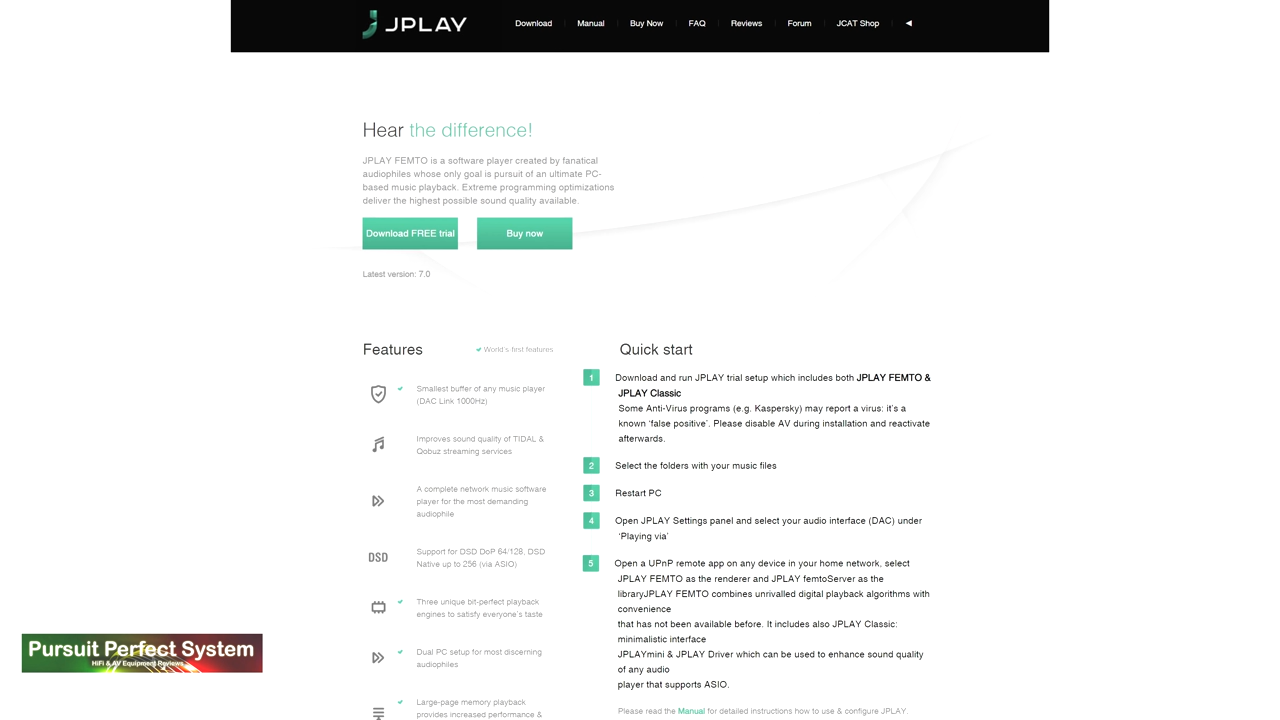 JPLAY
Download
Manual
Buy Now
FAQ
Reviews
Forum
JCAT Shop
Hear the difference!
JPLAY FEMTO is a software player created by fanatical
audiophiles whose only goal is pursuit of an ultimate PC-
based music playback. Extreme programming optimizations
deliver the highest possible sound quality available.
Download FREE trial
Buy now
Latest version: 7.0
Features
World's first features
Smallest buffer of any music player
(DAC Link 1000Hz)
Improves sound quality of TIDAL &
Qobuz streaming services
A complete network music software
player for the most demanding
audiophile
DSD
Support for DSD DoP 64/128, DSD
Native up to 256 (via ASIO)
Three unique bit-perfect playback
engines to satisfy everyone's taste
Dual PC setup for most discerning
audiophiles
Large-page memory playback
provides increased performance &
Quick start
1 Download and run JPLAY trial setup which includes both JPLAY FEMTO &
JPLAY Classic
Some Anti-Virus programs (e.g. Kaspersky) may report a virus: it's a
known 'false positive'. Please disable AV during installation and reactivate
afterwards.
2 Select the folders with your music files
3 Restart PC
4 Open JPLAY Settings panel and select your audio interface (DAC) under
'Playing via'
5 Open a UPnP remote app on any device in your home network, select
JPLAY FEMTO as the renderer and JPLAY femtoServer as the
libraryJPLAY FEMTO combines unrivalled digital playback algorithms with
convenience
that has not been available before. It includes also JPLAY Classic:
minimalistic interface
JPLAYmini & JPLAY Driver which can be used to enhance sound quality
of any audio
player that supports ASIO.
Please read the Manual for detailed instructions how to use & configure JPLAY.
Pursuit Perfect System
HiFi & AV Equipment Reviews